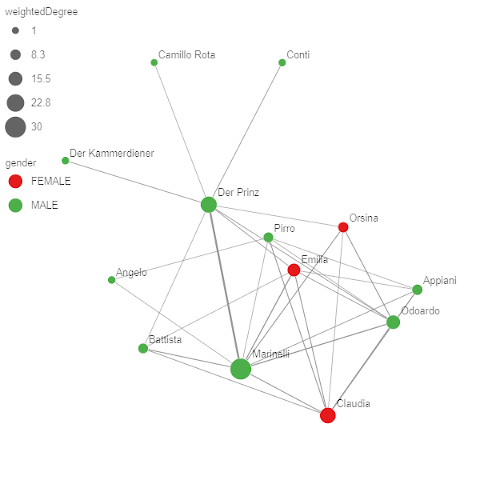 weightedDegree
1
8.3
15.5
22.8
30
gender
FEMALE
MALE
Camillo Rota
Conti
Der Kammerdiener
Der Prinz
Orsina
Pirro
Emilia
Angelo
Appiani
Odoardo
Battista
Marinelli
Claudia